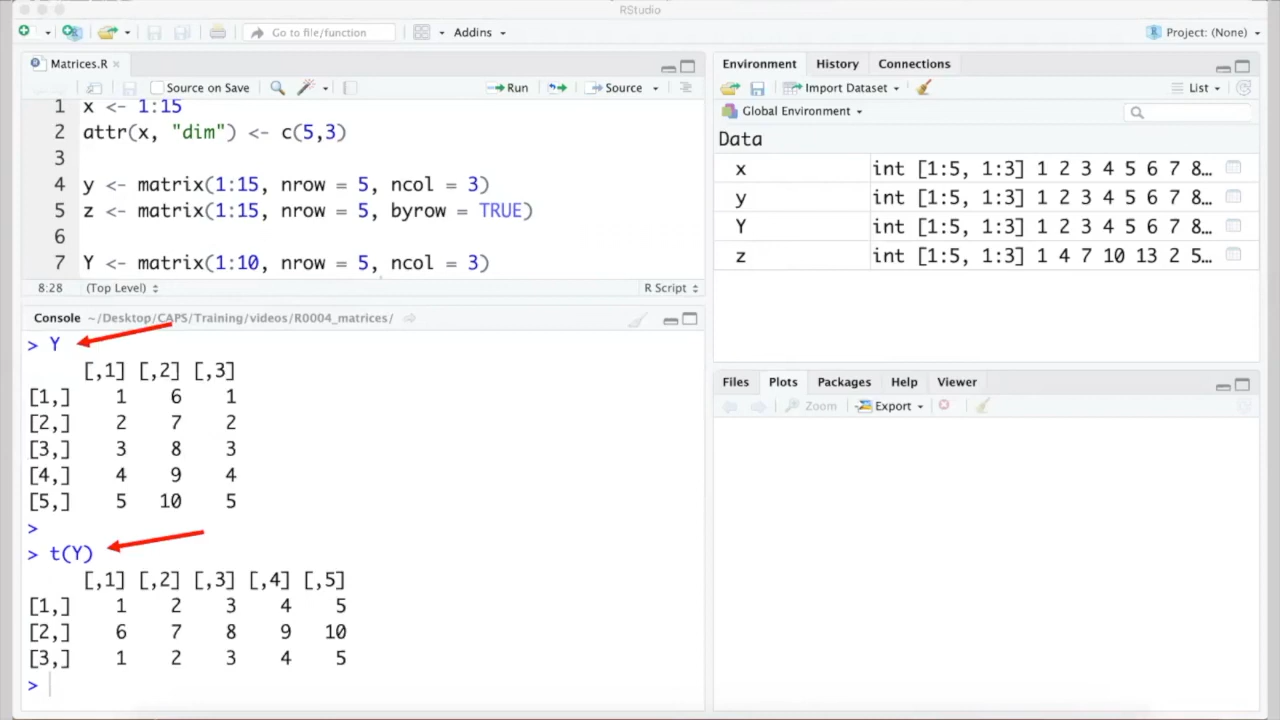 RStudio
Go to file/function
Addins
Project: (None)
Matrices.R
Source on Save
Run
Source
1 x <- 1:15
2 attr(x, "dim") <- c(5,3)
3
4 y <- matrix(1:15, nrow = 5, ncol = 3)
5 z <- matrix(1:15, nrow = 5, byrow = TRUE)
6
7 Y <- matrix(1:10, nrow = 5, ncol = 3)
8:28 (Top Level) R Script
Console ~/Desktop/CAPS/Training/videos/R0004_matrices/
> Y
[,1] [,2] [,3]
[1,] 1 6 1
[2,] 2 7 2
[3,] 3 8 3
[4,] 4 9 4
[5,] 5 10 5
>
> t(Y)
[,1] [,2] [,3] [,4] [,5]
[1,] 1 2 3 4 5
[2,] 6 7 8 9 10
[3,] 1 2 3 4 5
>
Environment History Connections
Import Dataset List
Global Environment
Data
x int [1:5, 1:3] 1 2 3 4 5 6 7 8…
y int [1:5, 1:3] 1 2 3 4 5 6 7 8…
Y int [1:5, 1:3] 1 2 3 4 5 6 7 8…
z int [1:5, 1:3] 1 4 7 10 13 2 5…
Files Plots Packages Help Viewer
Zoom Export